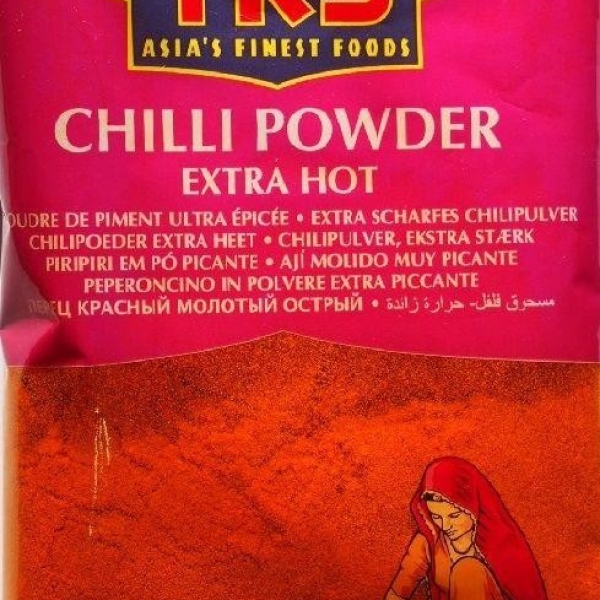 TRS
ASIA'S FINEST FOODS
CHILLI POWDER
EXTRA HOT
OUDRE DE PIMENT ULTRA ÉPICÉE • EXTRA SCHARFES CHILIPULVER
CHILIPOEDER EXTRA HEET • CHILIPULVER, EKSTRA STÆRK
PIRIPIRI EM PÓ PICANTE • AJÍ MOLIDO MUY PICANTE
PEPERONCINO IN POLVERE EXTRA PICCANTE
ПЕРЕЦ КРАСНЫЙ МОЛОТЫЙ ОСТРЫЙ • مسحوق فلفل- حرارة زائدة